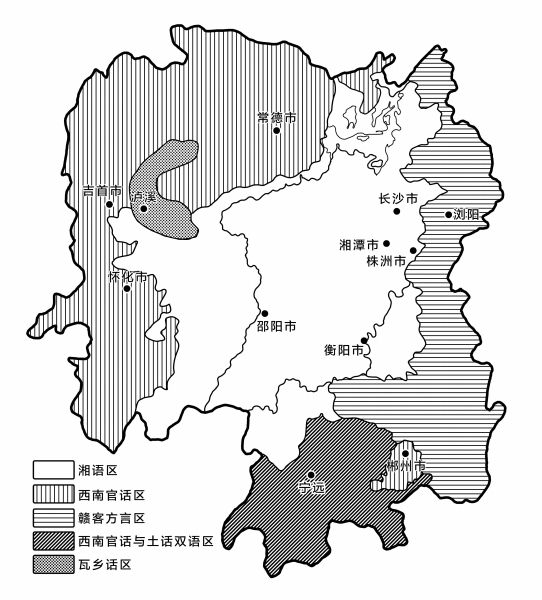 常德市
吉首市
泸溪
长沙市
浏阳
湘潭市
株洲市
怀化市
邵阳市
衡阳市
郴州市
宁远
湘语区
西南官话区
赣客方言区
西南官话与土话双语区
瓦乡话区